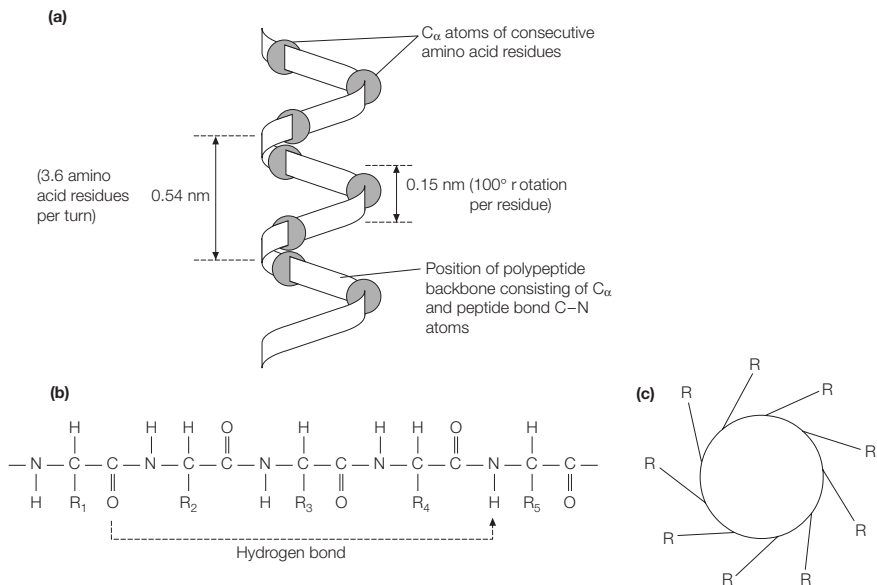 (a)
Cα atoms of consecutive
amino acid residues
(3.6 amino
acid residues
per turn)
0.54 nm
0.15 nm (100° r otation
per residue)
Position of polypeptide
backbone consisting of Cα
and peptide bond C–N
atoms
(b)
H H H O H H H H O H
– N – C – C – N – C – C – N – C – C – N – C – C – N – C – C –
H R1 O R2 H R3 O R4 H R5 O
Hydrogen bond
(c)
R
R
R
R
R
R
R
R
R